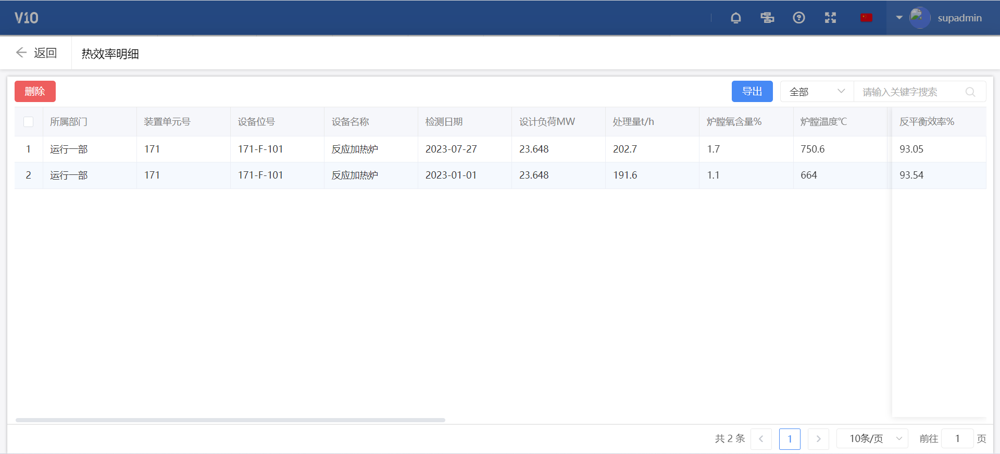 V10
supadmin
返回
热效率明细
删除
导出
全部
请输入关键字搜索
所属部门 装置单元号 设备位号 设备名称 检测日期 设计负荷MW 处理量t/h 炉膛氧含量% 炉膛温度℃ 反平衡效率%
1 运行一部 171 171-F-101 反应加热炉 2023-07-27 23.648 202.7 1.7 750.6 93.05
2 运行一部 171 171-F-101 反应加热炉 2023-01-01 23.648 191.6 1.1 664 93.54
共 2 条 1 10条/页 前往 1 页